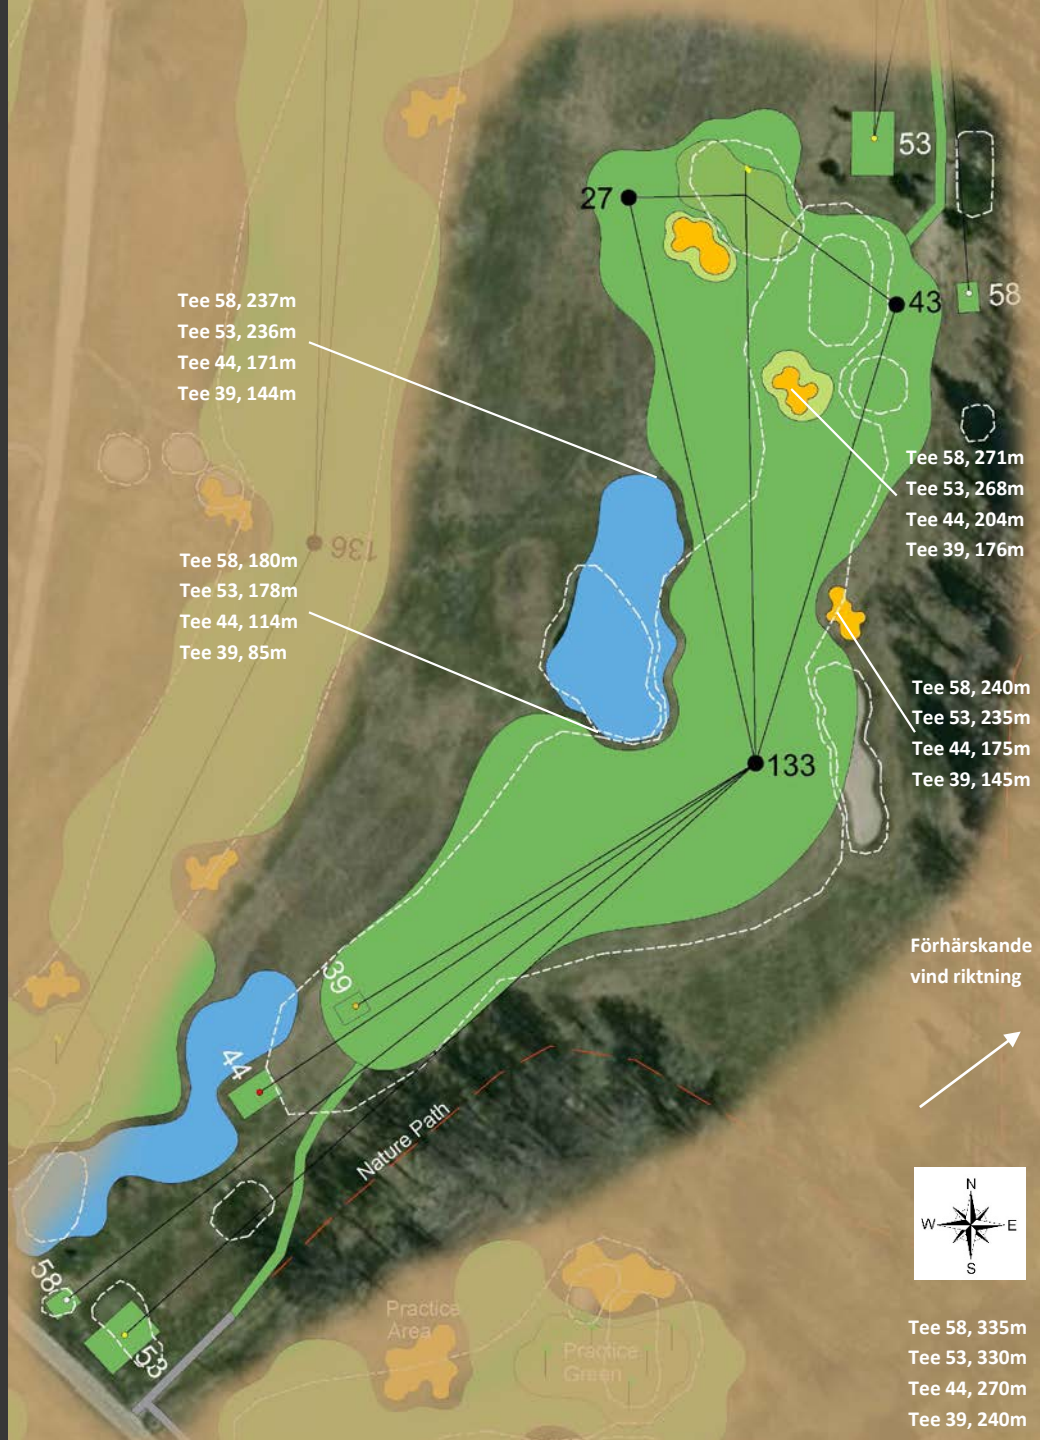 53
27
58
43
Tee 58, 237m
Tee 53, 236m
Tee 44, 171m
Tee 39, 144m
Tee 58, 271m
Tee 53, 268m
Tee 44, 204m
Tee 39, 176m
136
Tee 58, 180m
Tee 53, 178m
Tee 44, 114m
Tee 39, 85m
Tee 58, 240m
Tee 53, 235m
Tee 44, 175m
Tee 39, 145m
133
Förhärskande
vind riktning
39
44
Nature Path
N
W E
S
58
53
Practice
Area
Practice
Green
Tee 58, 335m
Tee 53, 330m
Tee 44, 270m
Tee 39, 240m